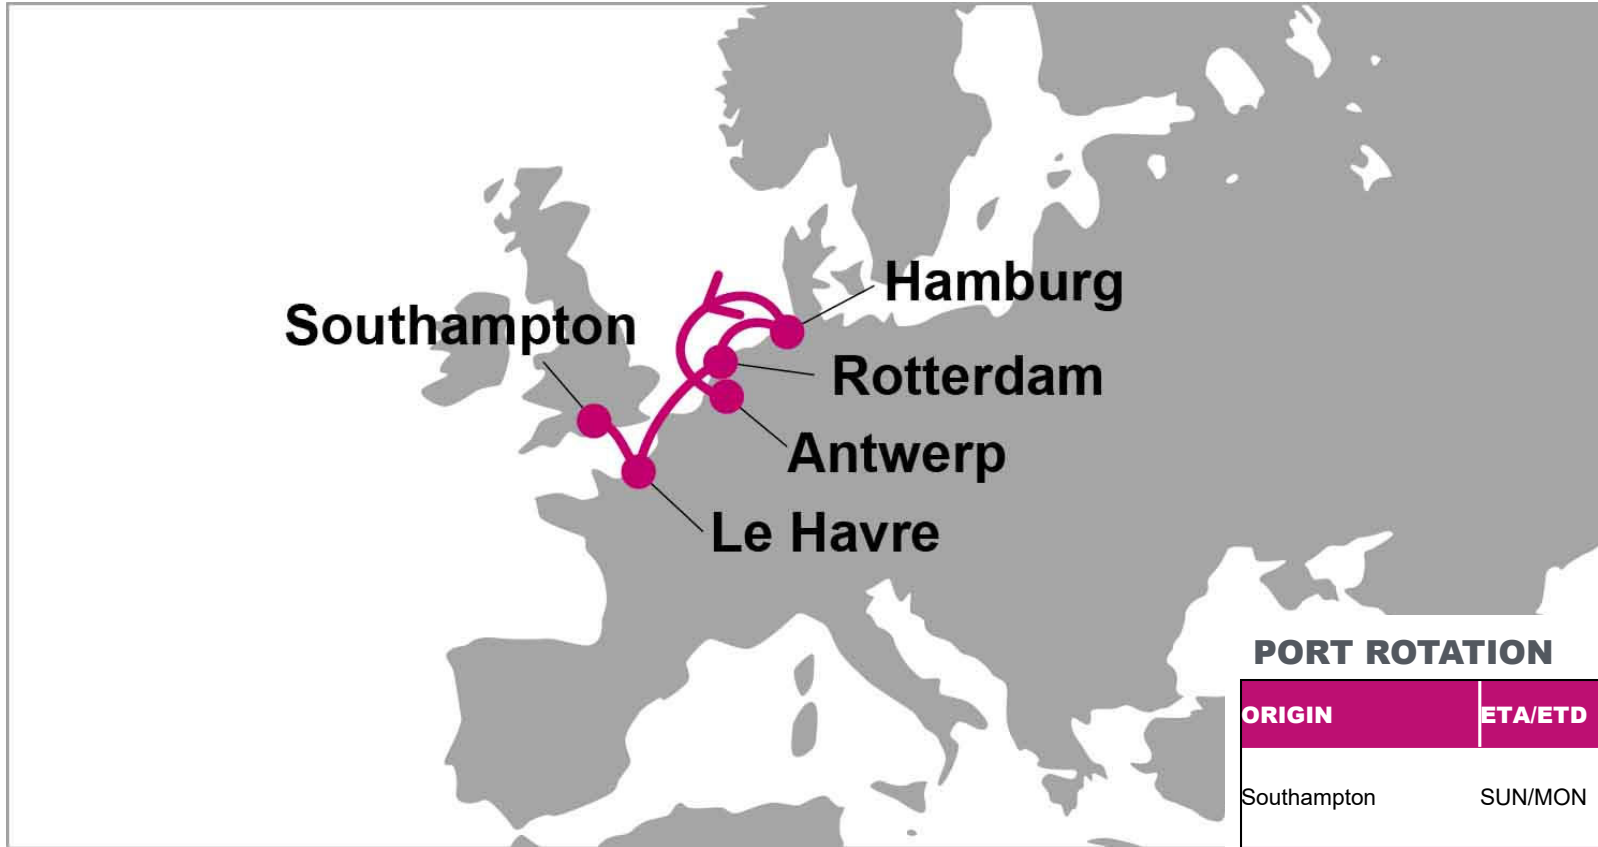 Hamburg
Southampton
Rotterdam
Antwerp
Le Havre
PORT ROTATION
ORIGIN ETA/ETD
Southampton SUN/MON